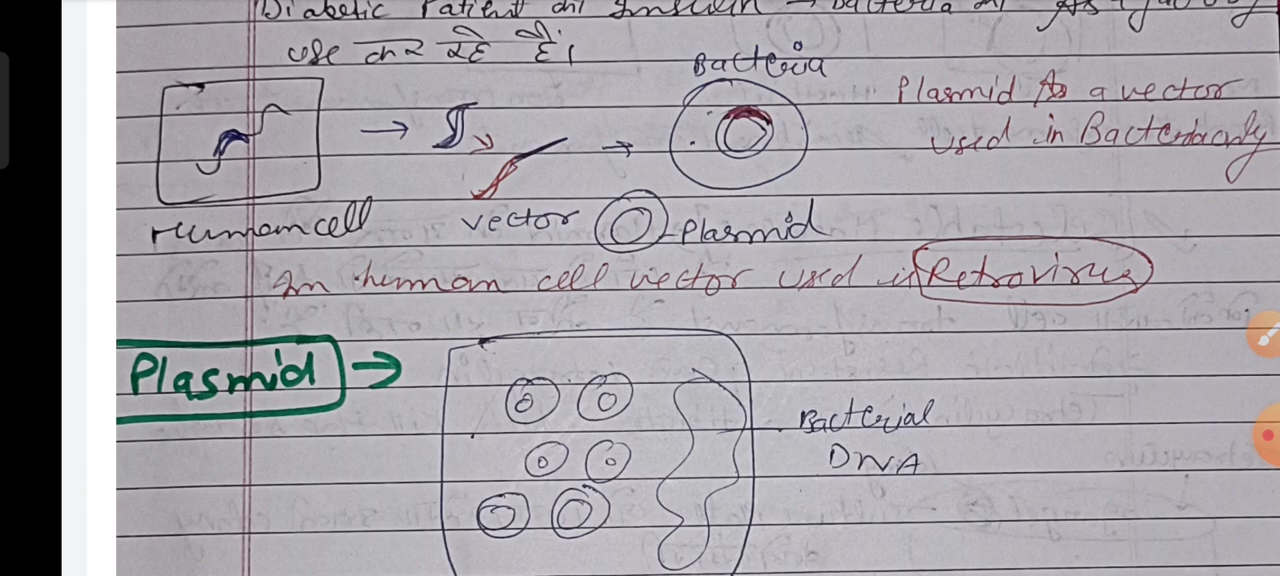 Diabetic Patient का Insulin → bacteria
use कर रहे है।
Bacteria
Plasmid As a vector
used in Bacteria only
Human cell
vector
Plasmid
In human cell vector used is Retrovirus
Plasmid →
Bacterial
DNA